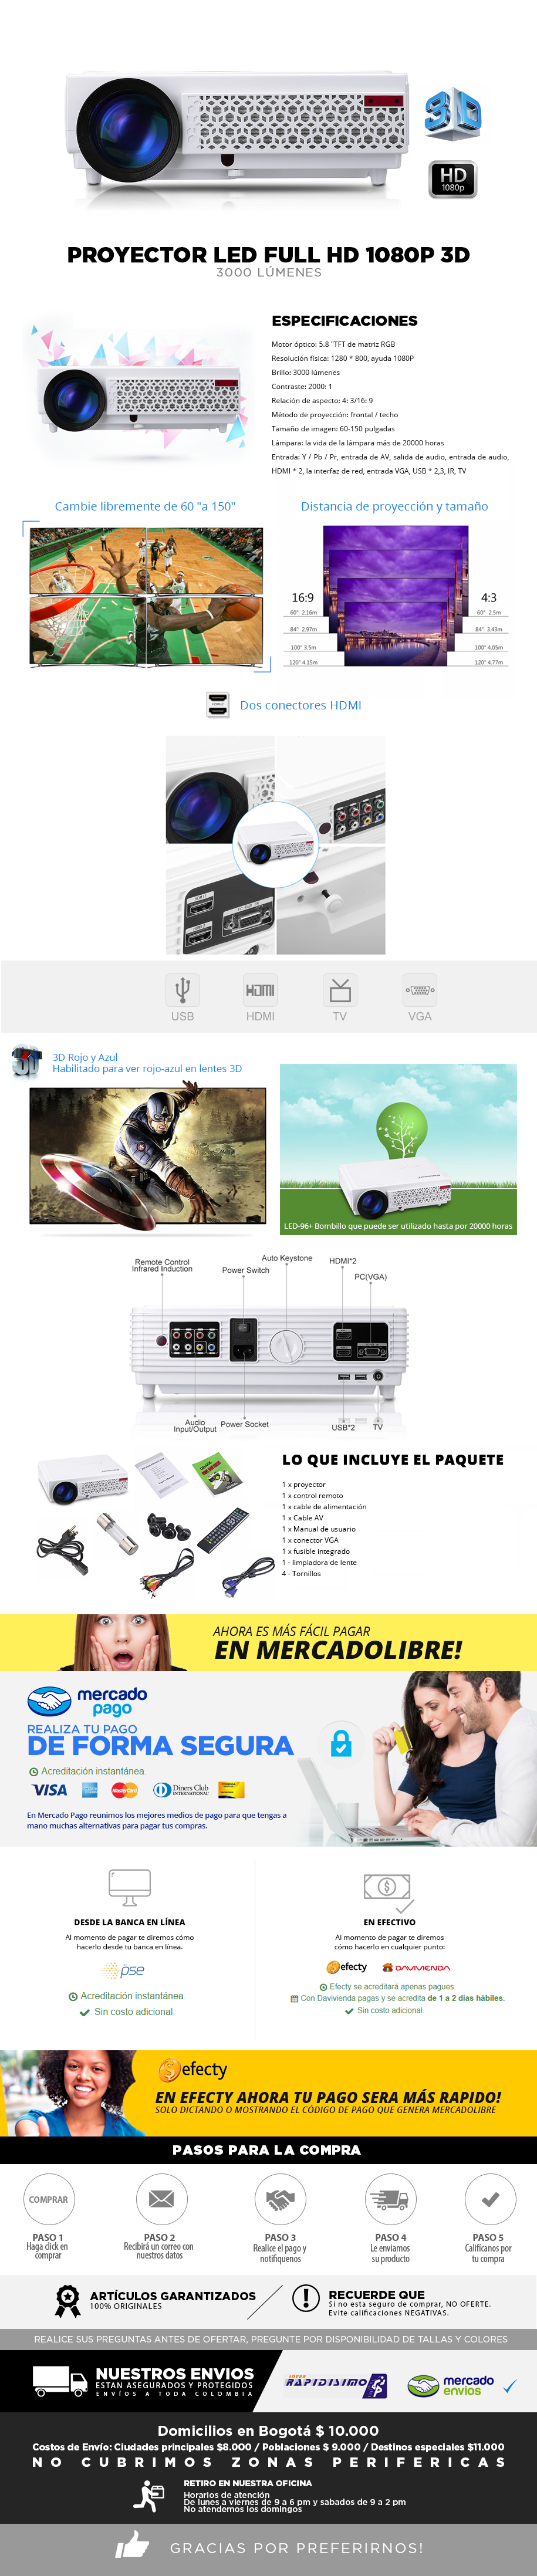 3D
HD
1080p
PROYECTOR LED FULL HD 1080P 3D
3000 LÚMENES
ESPECIFICACIONES
Motor óptico: 5.8 "TFT de matriz RGB
Resolución física: 1280 * 800, ayuda 1080P
Brillo: 3000 lúmenes
Contraste: 2000: 1
Relación de aspecto: 4: 3/16: 9
Método de proyección: frontal / techo
Tamaño de imagen: 60-150 pulgadas
Lámpara: la vida de la lámpara más de 20000 horas
Entrada: Y / Pb / Pr, entrada de AV, salida de audio, entrada de audio,
HDMI * 2, la interfaz de red, entrada VGA, USB * 2,3, IR, TV
Cambie libremente de 60 "a 150"
Distancia de proyección y tamaño
16:9
4:3
60" 2.16m
60" 2.5m
84" 2.97m
84" 3.43m
100" 3.5m
100" 4.05m
120" 4.15m
120" 4.77m
Dos conectores HDMI
USB
HDMI
TV
VGA
3D
3D Rojo y Azul
Habilitado para ver rojo-azul en lentes 3D
LED-96+ Bombillo que puede ser utilizado hasta por 20000 horas
Remote Control
Infrared Induction
Power Switch
Auto Keystone
HDMI*2
PC(VGA)
Audio
Input/Output
Power Socket
USB*2
TV
LO QUE INCLUYE EL PAQUETE
1 x proyector
1 x control remoto
1 x cable de alimentación
1 x Cable AV
1 x Manual de usuario
1 x conector VGA
1 x fusible integrado
1 - limpiadora de lente
4 - Tornillos
AHORA ES MÁS FÁCIL PAGAR
EN MERCADOLIBRE!
mercado
pago
REALIZA TU PAGO
DE FORMA SEGURA
Acreditación instantánea.
VISA
MasterCard
Diners Club
INTERNATIONAL
En Mercado Pago reunimos los mejores medios de pago para que tengas a
mano muchas alternativas para pagar tus compras.
DESDE LA BANCA EN LÍNEA
Al momento de pagar te diremos cómo
hacerlo desde tu banca en línea.
pse
Acreditación instantánea.
Sin costo adicional.
EN EFECTIVO
Al momento de pagar te diremos
cómo hacerlo en cualquier punto:
efecty
DAVIVIENDA
Efecty se acreditará apenas pagues.
Con Davivienda pagas y se acredita de 1 a 2 días hábiles.
Sin costo adicional.
efecty
EN EFECTY AHORA TU PAGO SERA MÁS RAPIDO!
SOLO DICTANDO O MOSTRANDO EL CÓDIGO DE PAGO QUE GENERA MERCADOLIBRE
PASOS PARA LA COMPRA
COMPRAR
PASO 1
Haga click en
comprar
PASO 2
Recibirá un correo con
nuestros datos
PASO 3
Realice el pago y
notifiquenos
PASO 4
Le enviamos
su producto
PASO 5
Califícanos por
tu compra
ARTÍCULOS GARANTIZADOS
100% ORIGINALES
RECUERDE QUE
Si no esta seguro de comprar, NO OFERTE.
Evite calificaciones NEGATIVAS.
REALICE SUS PREGUNTAS ANTES DE OFERTAR, PREGUNTE POR DISPONIBILIDAD DE TALLAS Y COLORES
NUESTROS ENVIOS
ESTAN ASEGURADOS Y PROTEGIDOS
ENVÍOS A TODA COLOMBIA
INTER
RAPIDISIMO
mercado
envios
Domicilios en Bogotá $ 10.000
Costos de Envío: Ciudades principales $8.000 / Poblaciones $ 9.000 / Destinos especiales $11.000
NO CUBRIMOS ZONAS PERIFERICAS
RETIRO EN NUESTRA OFICINA
Horarios de atención
De lunes a viernes de 9 a 6 pm y sabados de 9 a 2 pm
No atendemos los domingos
GRACIAS POR PREFERIRNOS!